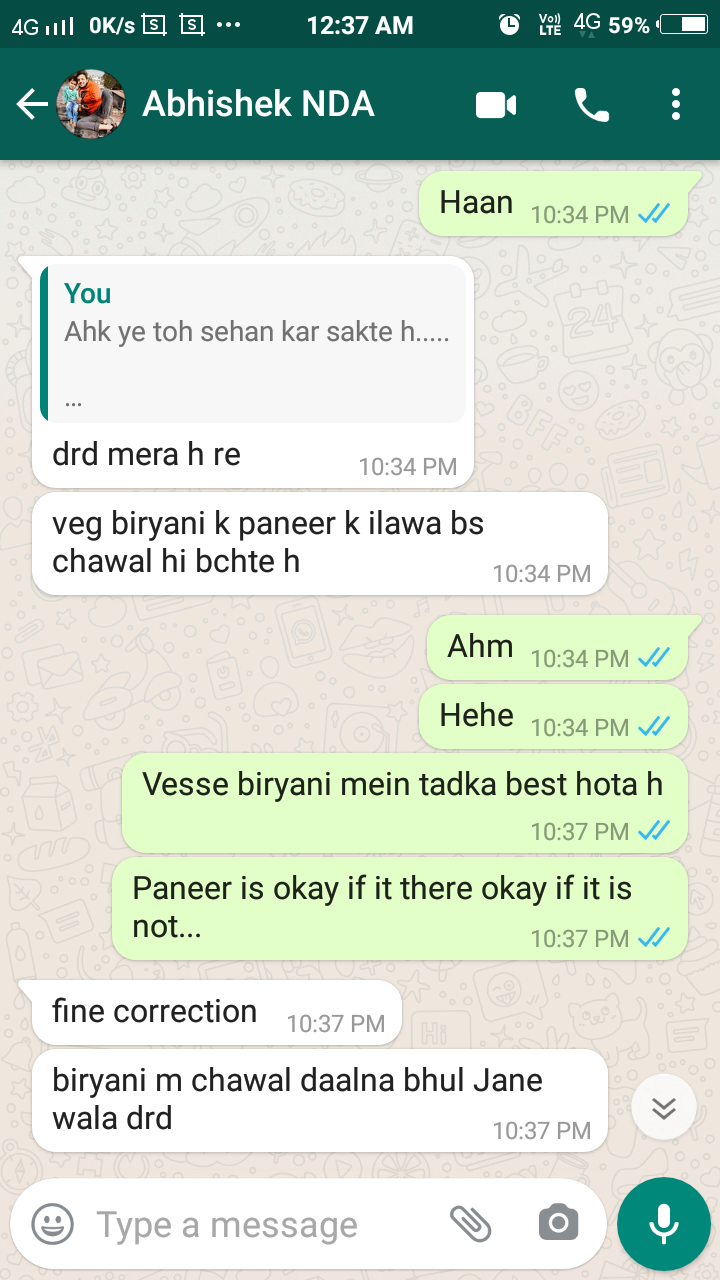 4G 0K/s S S ... 12:37 AM Vo)) LTE 4G 59%
Abhishek NDA
Haan 10:34 PM
You
Ahk ye toh sehan kar sakte h.....
...
drd mera h re 10:34 PM
veg biryani k paneer k ilawa bs
chawal hi bchte h 10:34 PM
Ahm 10:34 PM
Hehe 10:34 PM
Vesse biryani mein tadka best hota h
10:37 PM
Paneer is okay if it there okay if it is
not... 10:37 PM
fine correction 10:37 PM
biryani m chawal daalna bhul Jane
wala drd 10:37 PM
Type a message